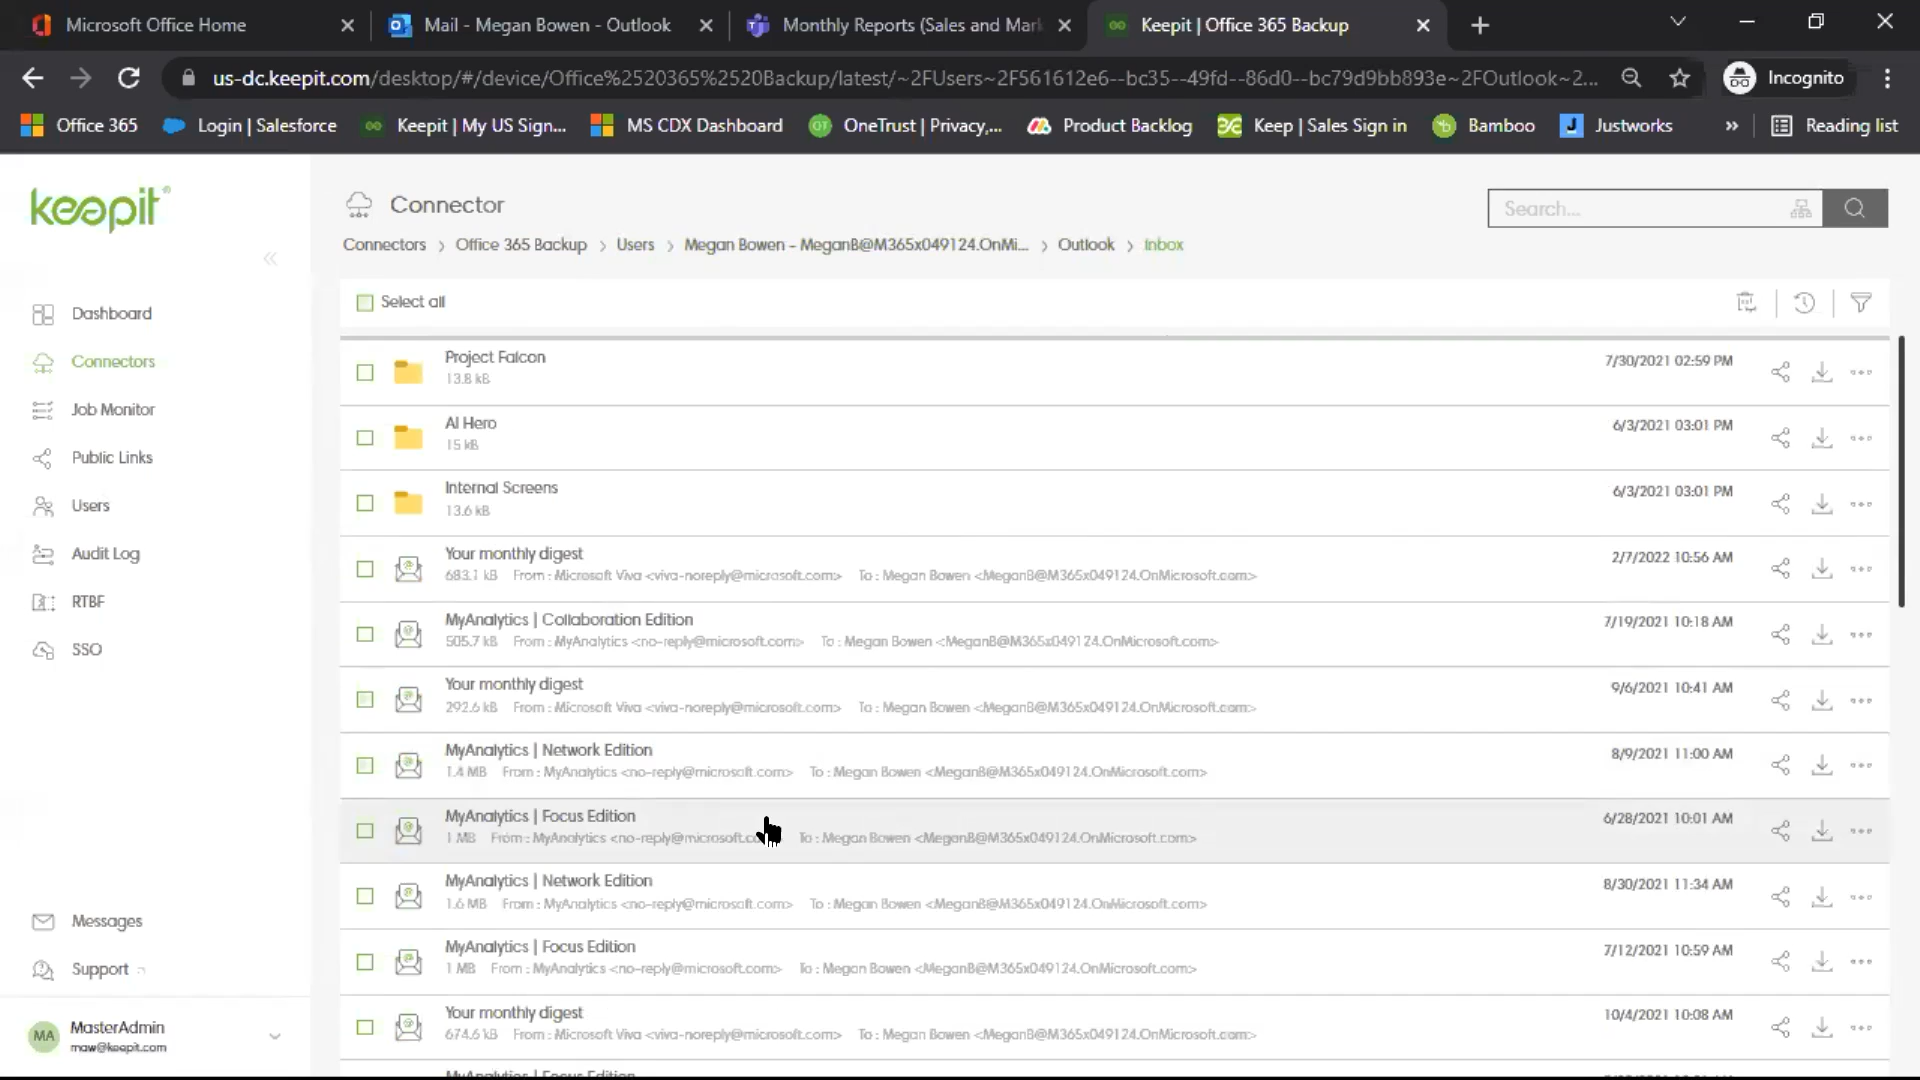 Microsoft Office Home
Mail - Megan Bowen - Outlook
Monthly Reports (Sales and Mark
Keepit | Office 365 Backup
us-dc.keepit.com/desktop/#/device/Office%2520365%2520Backup/latest/~2FUsers~2F561612e6--bc35--49fd--86d0--bc79d9bb893e~2FOutlook~2...
Incognito
Office 365
Login | Salesforce
Keepit | My US Sign...
MS CDX Dashboard
OneTrust | Privacy,...
Product Backlog
Keep | Sales Sign in
Bamboo
Justworks
»
Reading list
keepit®
Connector
Search...
Connectors > Office 365 Backup > Users > Megan Bowen - MeganB@M365x049124.OnMi... > Outlook > Inbox
Dashboard
Connectors
Job Monitor
Public Links
Users
Audit Log
RTBF
SSO
Messages
Support
MA
MasterAdmin
maw@keepit.com
Select all
Project Falcon
13.8 kB
7/30/2021 02:59 PM
AI Hero
15 kB
6/3/2021 03:01 PM
Internal Screens
13.6 kB
6/3/2021 03:01 PM
Your monthly digest
683.1 kB From : Microsoft Viva <viva-noreply@microsoft.com> To : Megan Bowen <MeganB@M365x049124.OnMicrosoft.com>
2/7/2022 10:56 AM
MyAnalytics | Collaboration Edition
505.7 kB From : MyAnalytics <no-reply@microsoft.com> To : Megan Bowen <MeganB@M365x049124.OnMicrosoft.com>
7/19/2021 10:18 AM
Your monthly digest
292.6 kB From : Microsoft Viva <viva-noreply@microsoft.com> To : Megan Bowen <MeganB@M365x049124.OnMicrosoft.com>
9/6/2021 10:41 AM
MyAnalytics | Network Edition
1.4 MB From : MyAnalytics <no-reply@microsoft.com> To : Megan Bowen <MeganB@M365x049124.OnMicrosoft.com>
8/9/2021 11:00 AM
MyAnalytics | Focus Edition
1 MB From : MyAnalytics <no-reply@microsoft.co To : Megan Bowen <MeganB@M365x049124.OnMicrosoft.com>
6/28/2021 10:01 AM
MyAnalytics | Network Edition
1.6 MB From : MyAnalytics <no-reply@microsoft.com> To : Megan Bowen <MeganB@M365x049124.OnMicrosoft.com>
8/30/2021 11:34 AM
MyAnalytics | Focus Edition
1 MB From : MyAnalytics <no-reply@microsoft.com> To : Megan Bowen <MeganB@M365x049124.OnMicrosoft.com>
7/12/2021 10:59 AM
Your monthly digest
674.6 kB From : Microsoft Viva <viva-noreply@microsoft.com> To : Megan Bowen <MeganB@M365x049124.OnMicrosoft.com>
10/4/2021 10:08 AM
MyAnalytics | Focus Edition